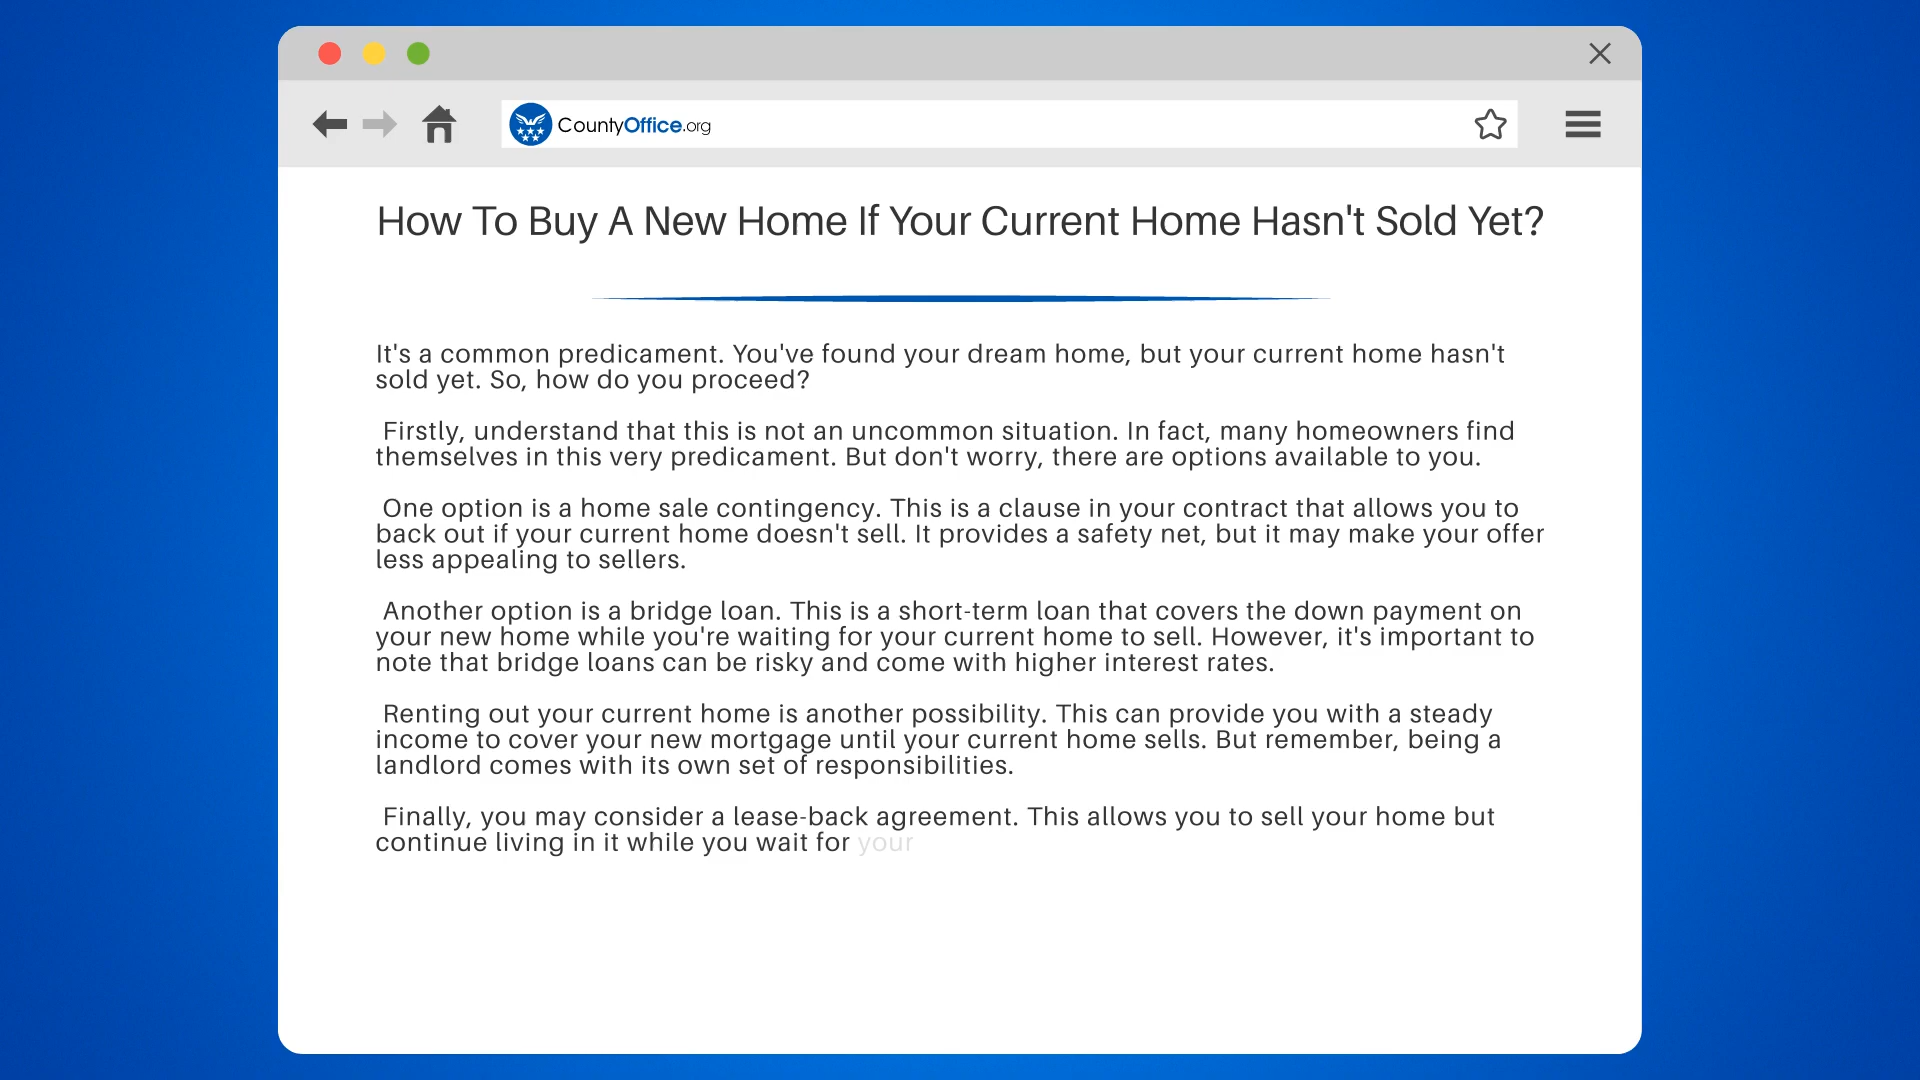 CountyOffice.org
How To Buy A New Home If Your Current Home Hasn't Sold Yet?
It's a common predicament. You've found your dream home, but your current home hasn't
sold yet. So, how do you proceed?
Firstly, understand that this is not an uncommon situation. In fact, many homeowners find
themselves in this very predicament. But don't worry, there are options available to you.
One option is a home sale contingency. This is a clause in your contract that allows you to
back out if your current home doesn't sell. It provides a safety net, but it may make your offer
less appealing to sellers.
Another option is a bridge loan. This is a short-term loan that covers the down payment on
your new home while you're waiting for your current home to sell. However, it's important to
note that bridge loans can be risky and come with higher interest rates.
Renting out your current home is another possibility. This can provide you with a steady
income to cover your new mortgage until your current home sells. But remember, being a
landlord comes with its own set of responsibilities.
Finally, you may consider a lease-back agreement. This allows you to sell your home but
continue living in it while you wait for your